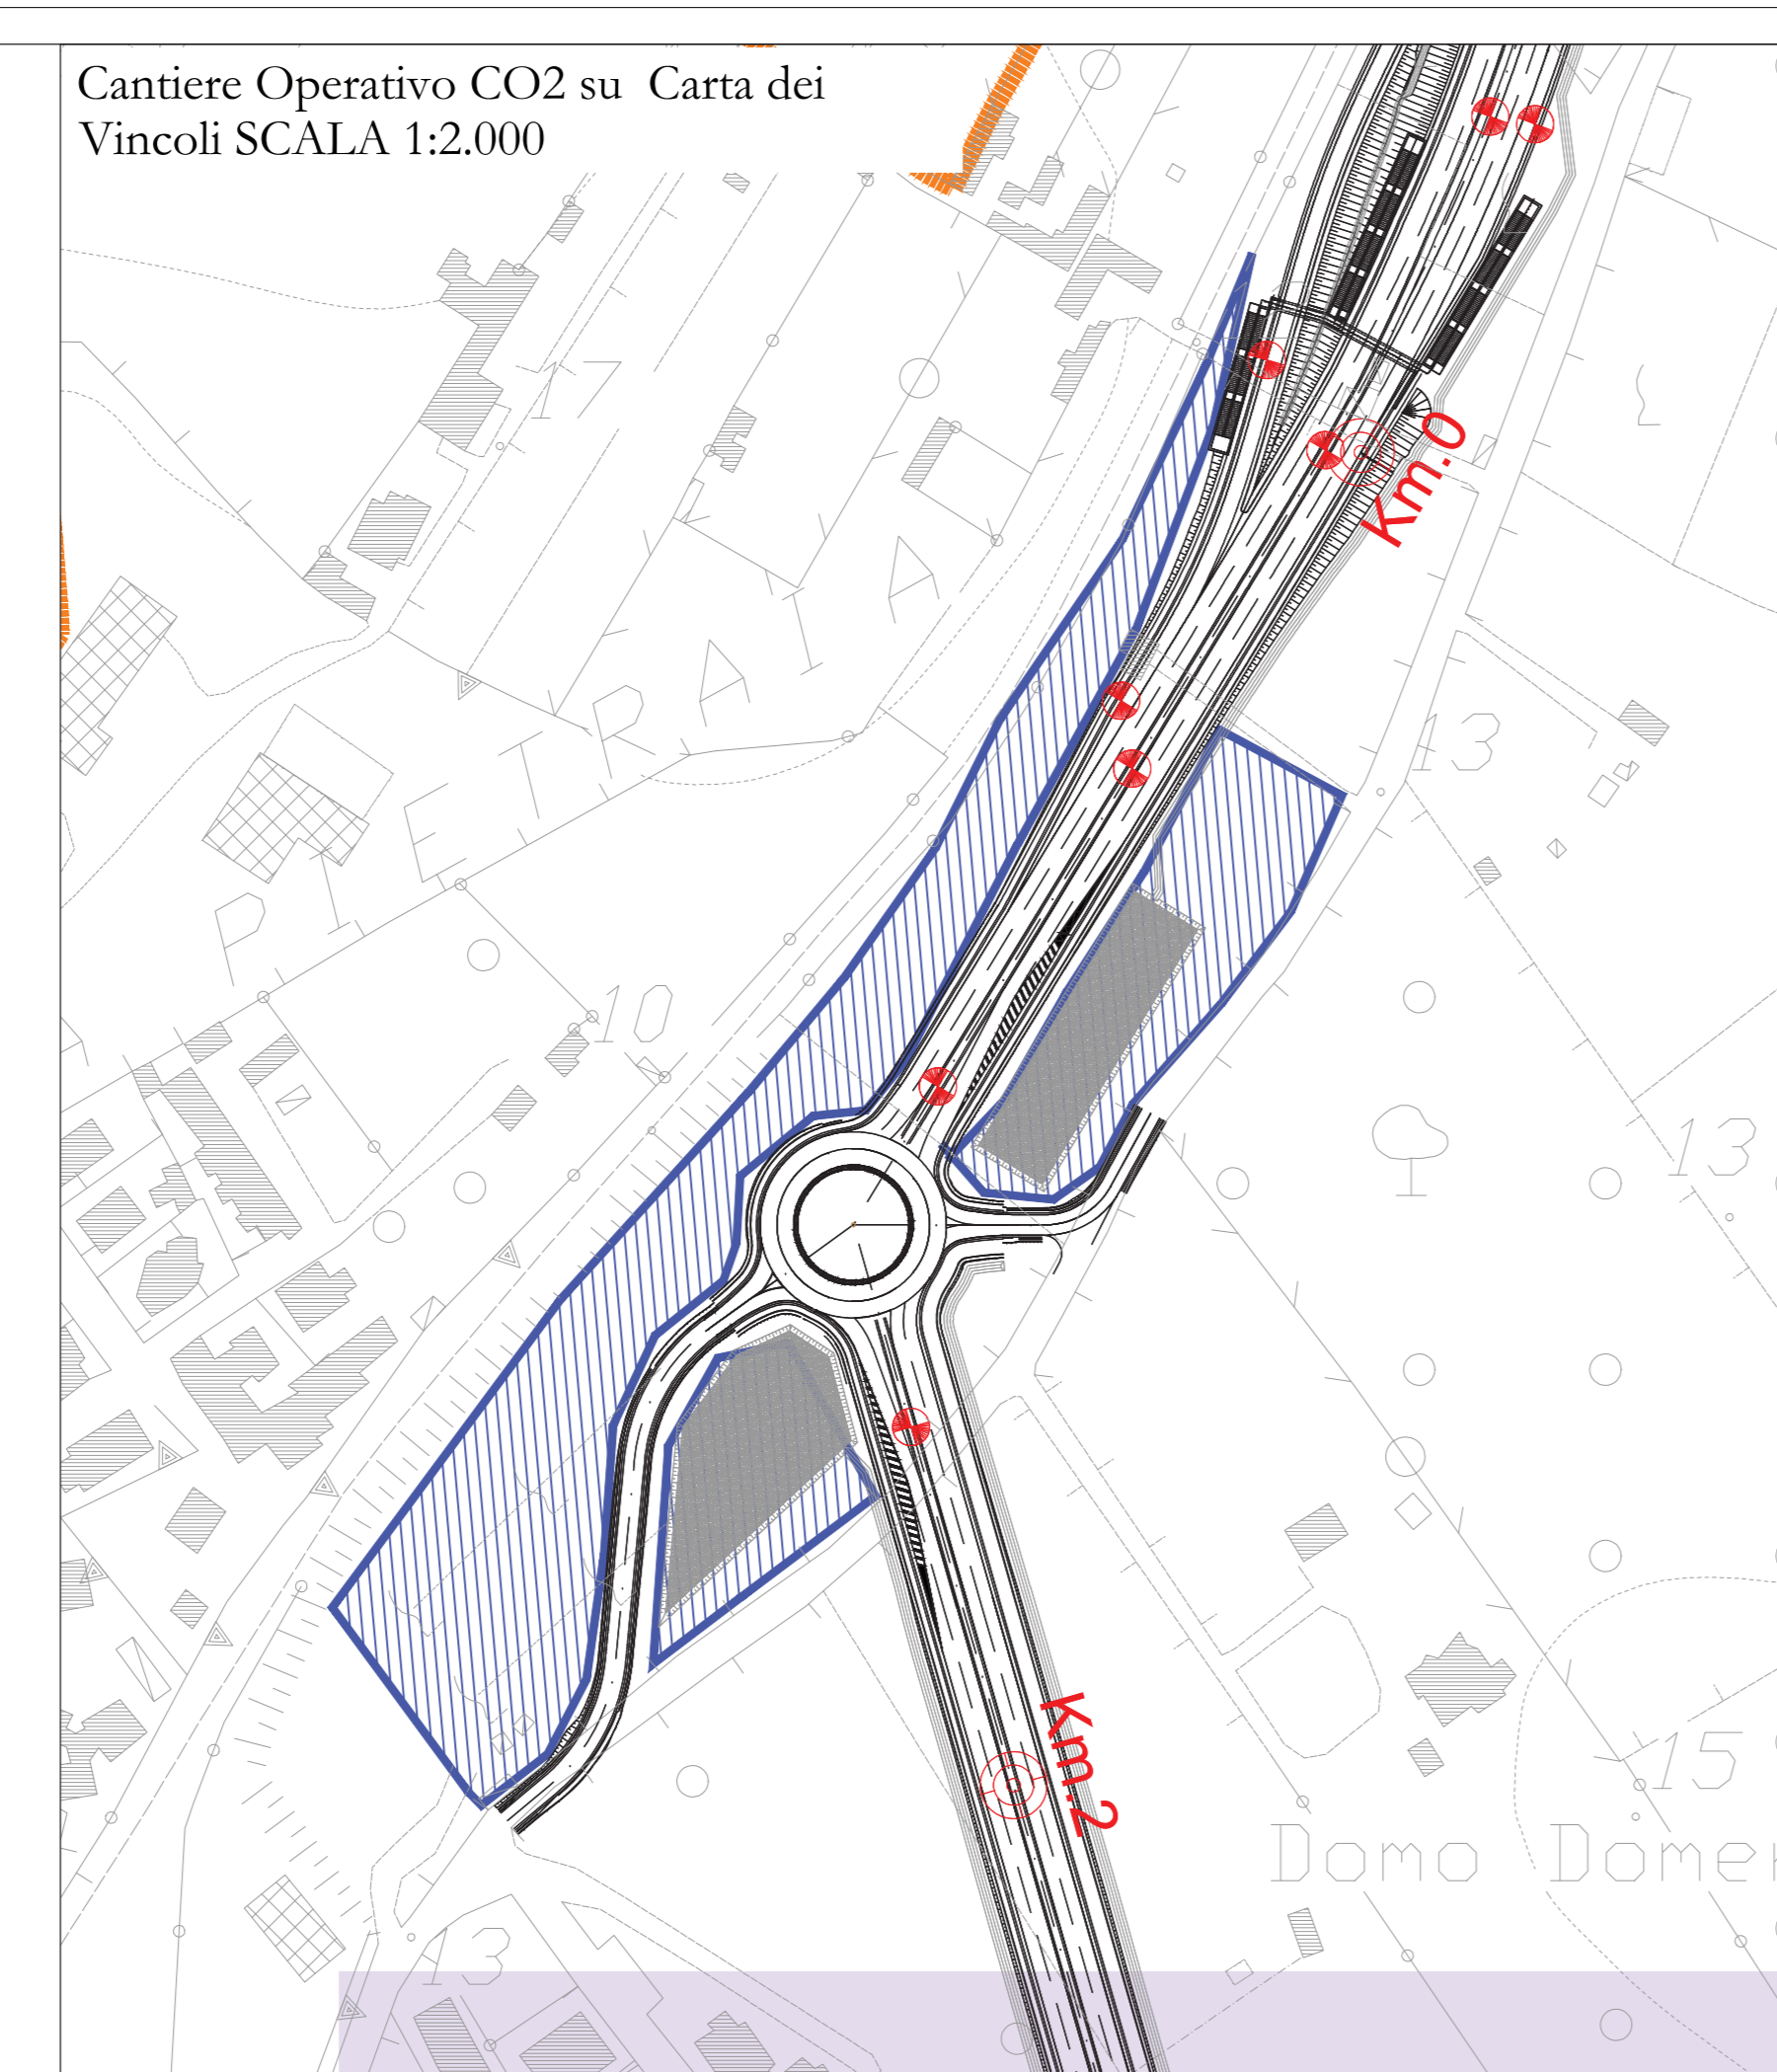 Cantiere Operativo CO2 su Carta dei
Vincoli SCALA 1:2.000
17
Km.0
PIETRAIA
13
10
13
Km.2
15
Domo Domen
13